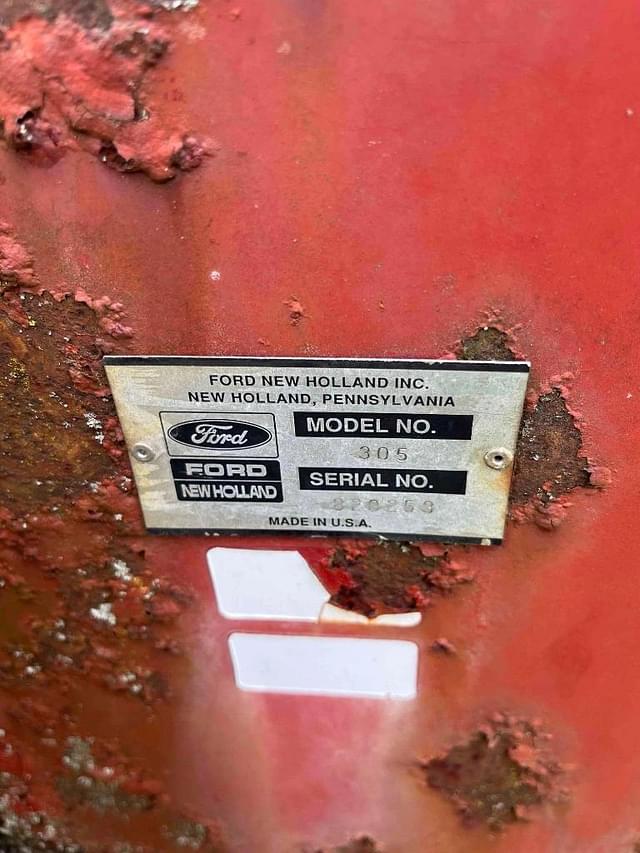 FORD NEW HOLLAND INC.
NEW HOLLAND, PENNSYLVANIA
Ford
FORD
NEW HOLLAND
MODEL NO.
305
SERIAL NO.
MADE IN U.S.A.